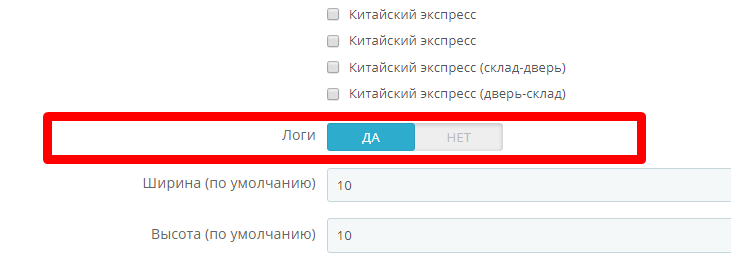 Китайский экспресс
Китайский экспресс
Китайский экспресс (склад-дверь)
Китайский экспресс (дверь-склад)
Логи ДА НЕТ
Ширина (по умолчанию) 10
Высота (по умолчанию) 10